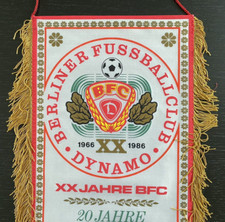 BERLINER FUSSBALLCLUB
BFC
D
XX
1966 1986
• DYNAMO •
XX JAHRE BFC
20 JAHRE